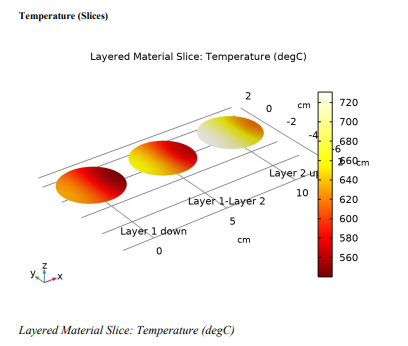 Temperature (Slices)
Layered Material Slice: Temperature (degC)
2
0
cm
-2
-4
-6
cm
720
700
680
660
640
620
600
580
560
Layer 2 up
10
Layer 1-Layer 2
5
cm
Layer 1 down
0
z
y
x
Layered Material Slice: Temperature (degC)